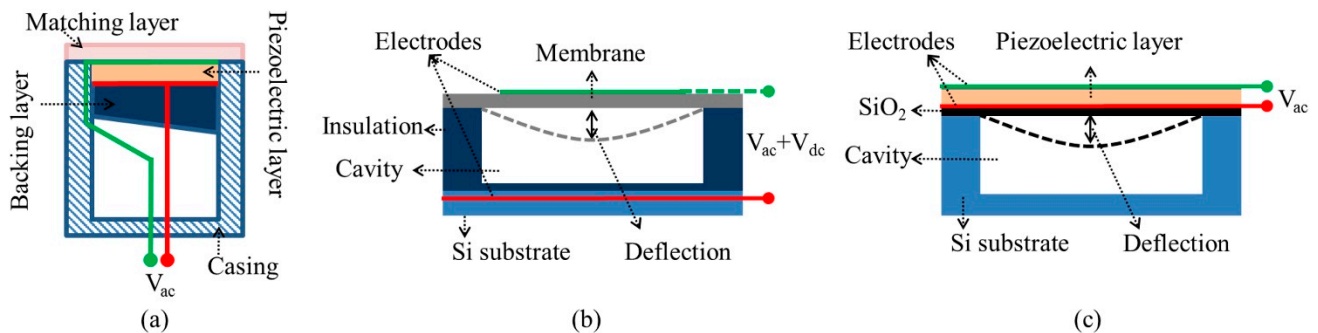 Matching layer
Backing layer
Piezoelectric layer
Casing
Vac
(a)
Electrodes
Membrane
Insulation
Cavity
Vac+Vdc
Si substrate
Deflection
(b)
Electrodes
Piezoelectric layer
SiO2
Vac
Cavity
Si substrate
Deflection
(c)